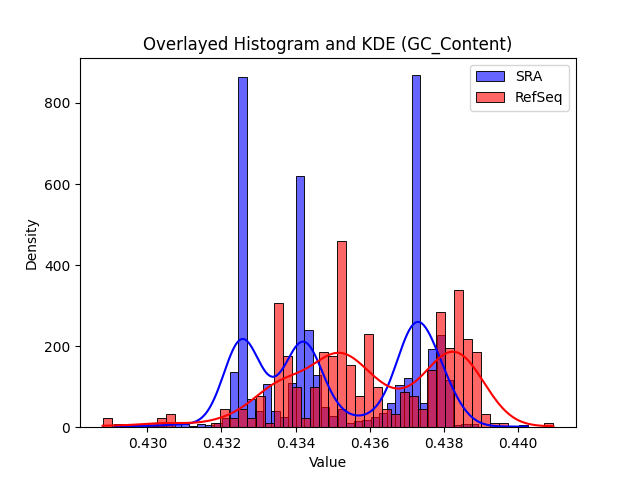 Overlayed Histogram and KDE (GC_Content)
SRA
RefSeq
Density
800
600
400
200
0
0.430 0.432 0.434 0.436 0.438 0.440
Value